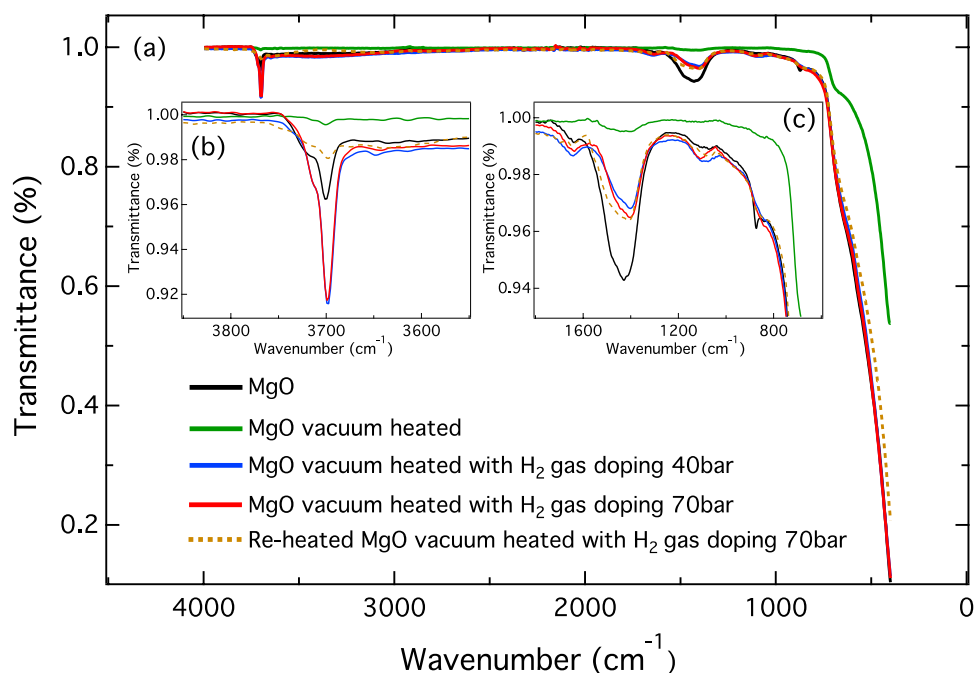 (a)
1.0
0.8
0.6
0.4
0.2
Transmittance (%)
4000
3000
2000
1000
0
Wavenumber (cm⁻¹)
(b)
1.00
0.98
0.96
0.94
0.92
Transmittance (%)
3800
3700
3600
Wavenumber (cm⁻¹)
(c)
1.00
0.98
0.96
0.94
Transmittance (%)
1600
1200
800
Wavenumber (cm⁻¹)
MgO
MgO vacuum heated
MgO vacuum heated with H₂ gas doping 40bar
MgO vacuum heated with H₂ gas doping 70bar
Re-heated MgO vacuum heated with H₂ gas doping 70bar